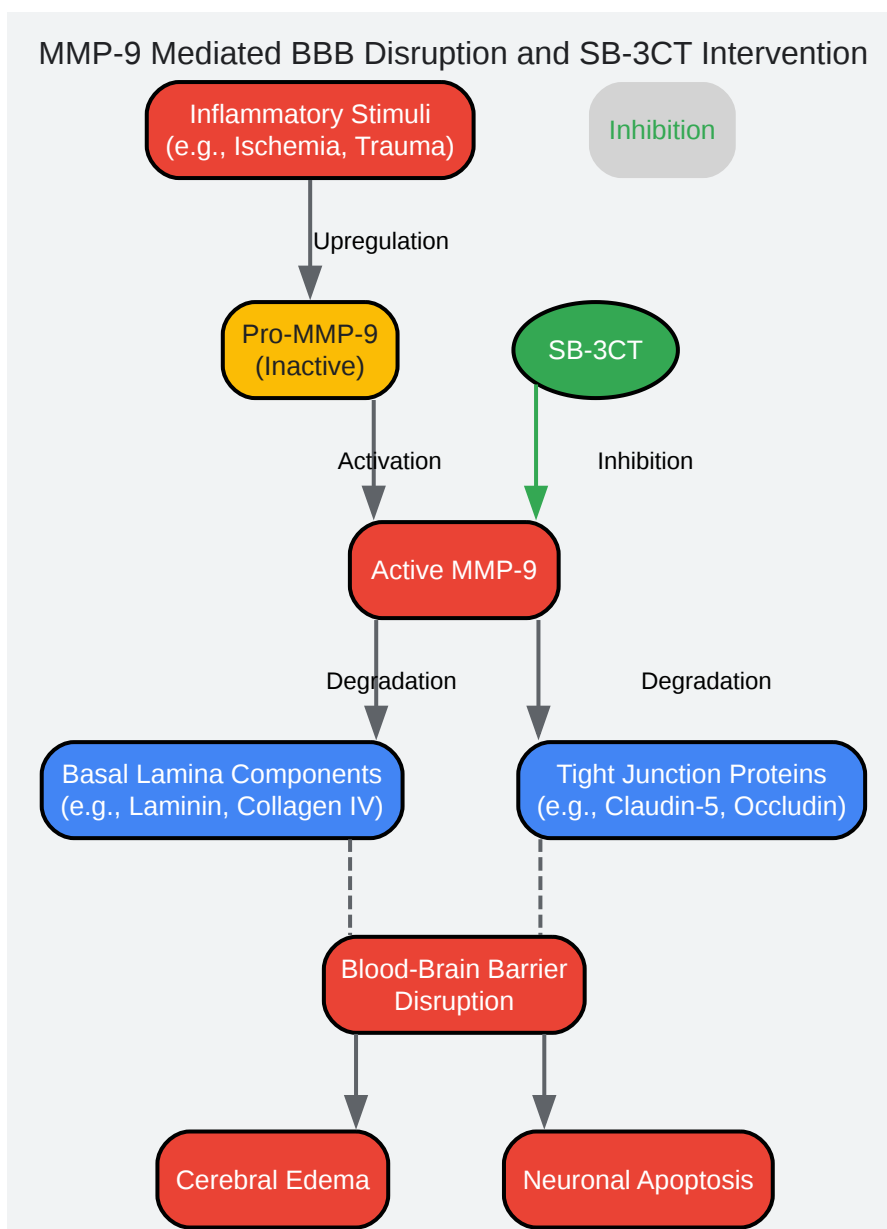 MMP-9 Mediated BBB Disruption and SB-3CT Intervention
Inflammatory Stimuli
(e.g., Ischemia, Trauma)
Inhibition
Upregulation
Pro-MMP-9
(Inactive)
SB-3CT
Activation
Inhibition
Active MMP-9
Degradation
Degradation
Basal Lamina Components
(e.g., Laminin, Collagen IV)
Tight Junction Proteins
(e.g., Claudin-5, Occludin)
Blood-Brain Barrier
Disruption
Cerebral Edema
Neuronal Apoptosis